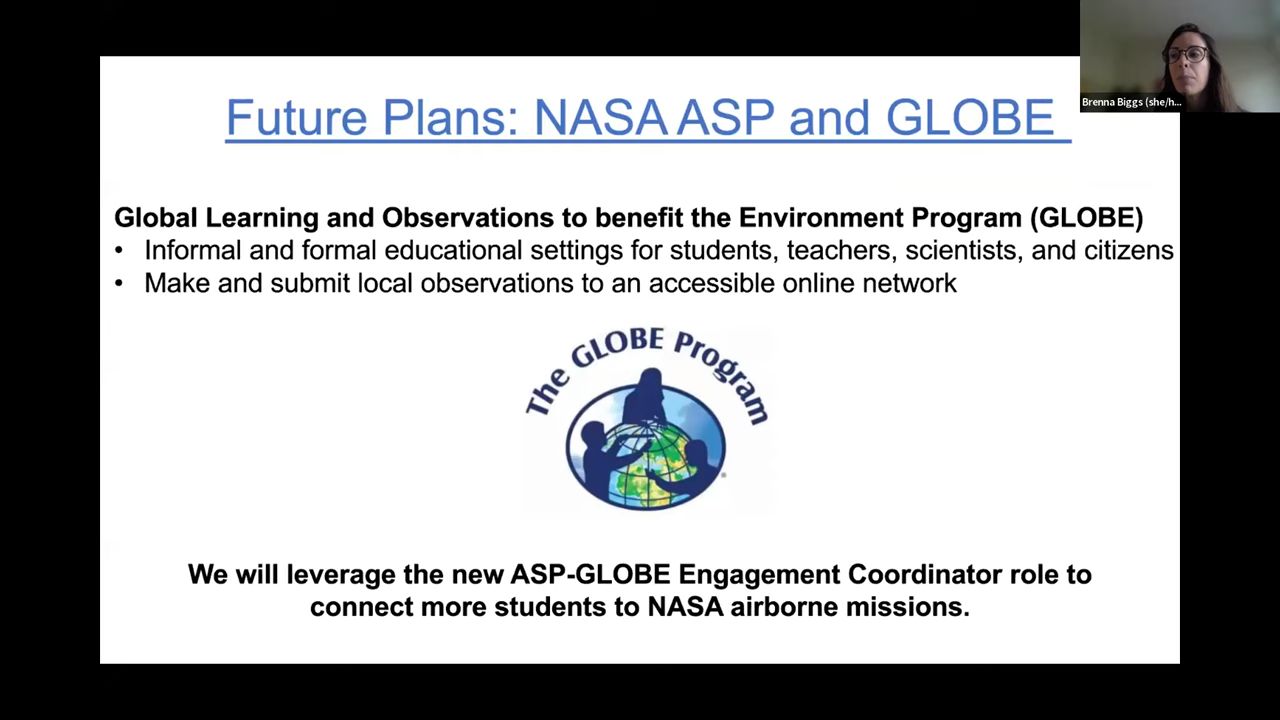 Future Plans: NASA ASP and GLOBE
Brenna Biggs (she/h...
Global Learning and Observations to benefit the Environment Program (GLOBE)
• Informal and formal educational settings for students, teachers, scientists, and citizens
• Make and submit local observations to an accessible online network
The GLOBE Program
We will leverage the new ASP-GLOBE Engagement Coordinator role to
connect more students to NASA airborne missions.